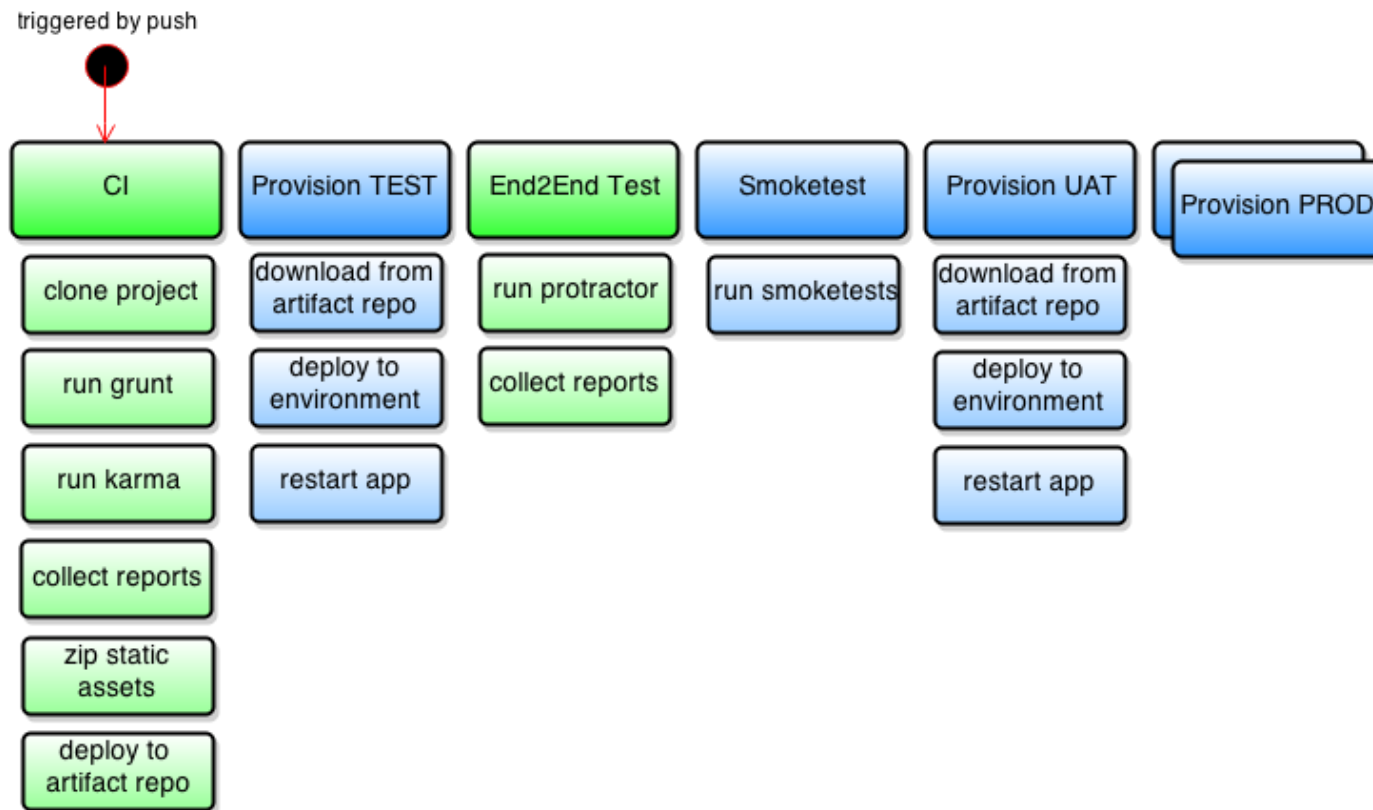 triggered by push
CI
clone project
run grunt
run karma
collect reports
zip static
assets
deploy to
artifact repo
Provision TEST
download from
artifact repo
deploy to
environment
restart app
End2End Test
run protractor
collect reports
Smoketest
run smoketests
Provision UAT
download from
artifact repo
deploy to
environment
restart app
Provision PROD